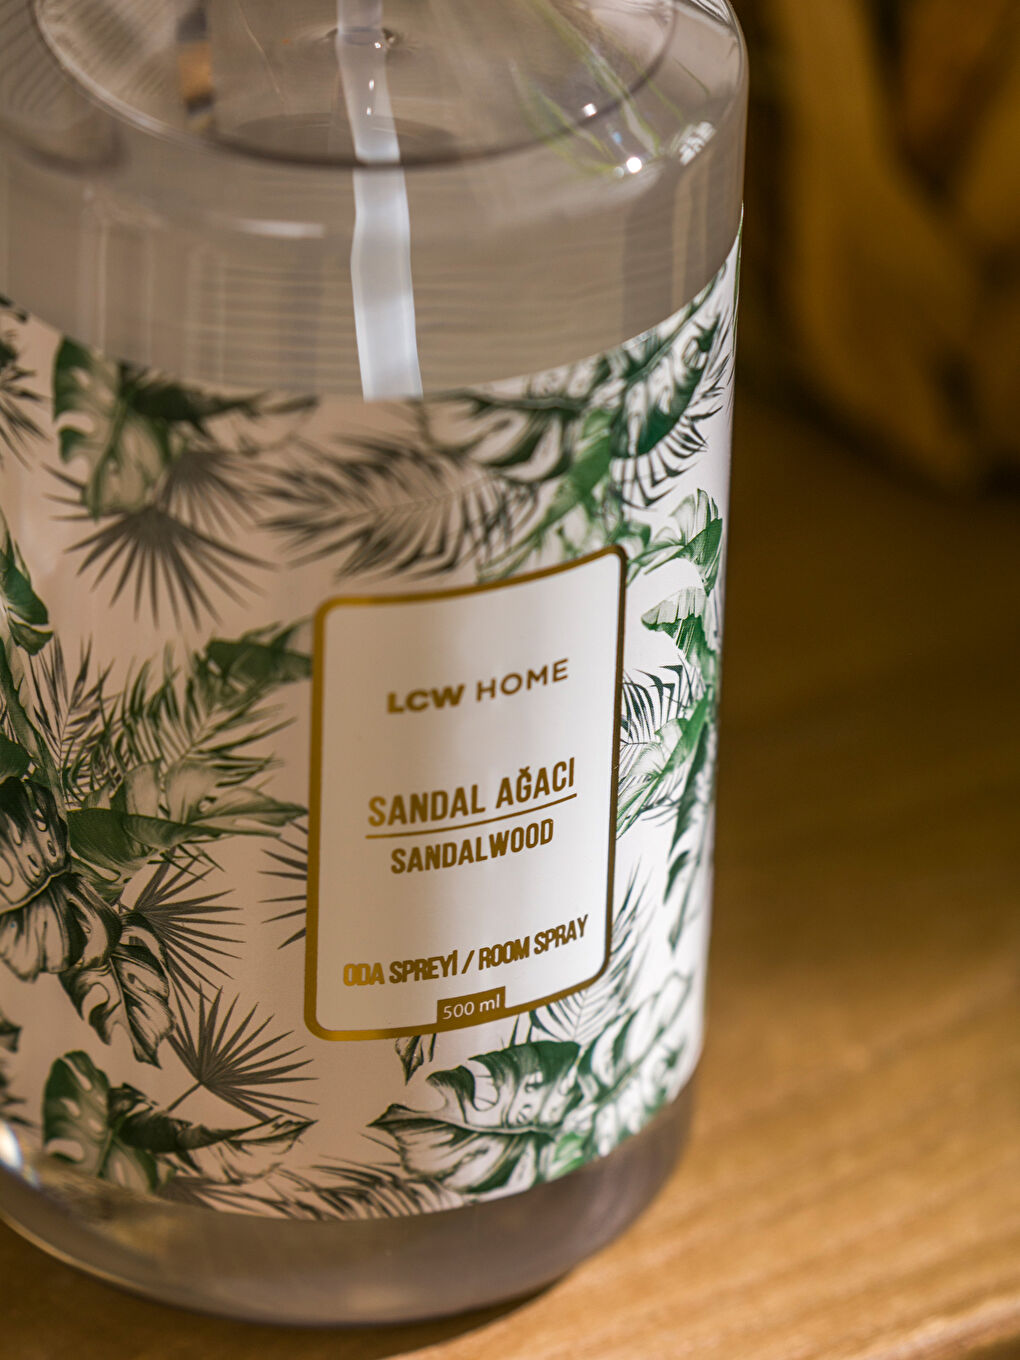 LCW HOME
SANDAL AĞACI
SANDALWOOD
ODA SPREYİ / ROOM SPRAY
500 ml